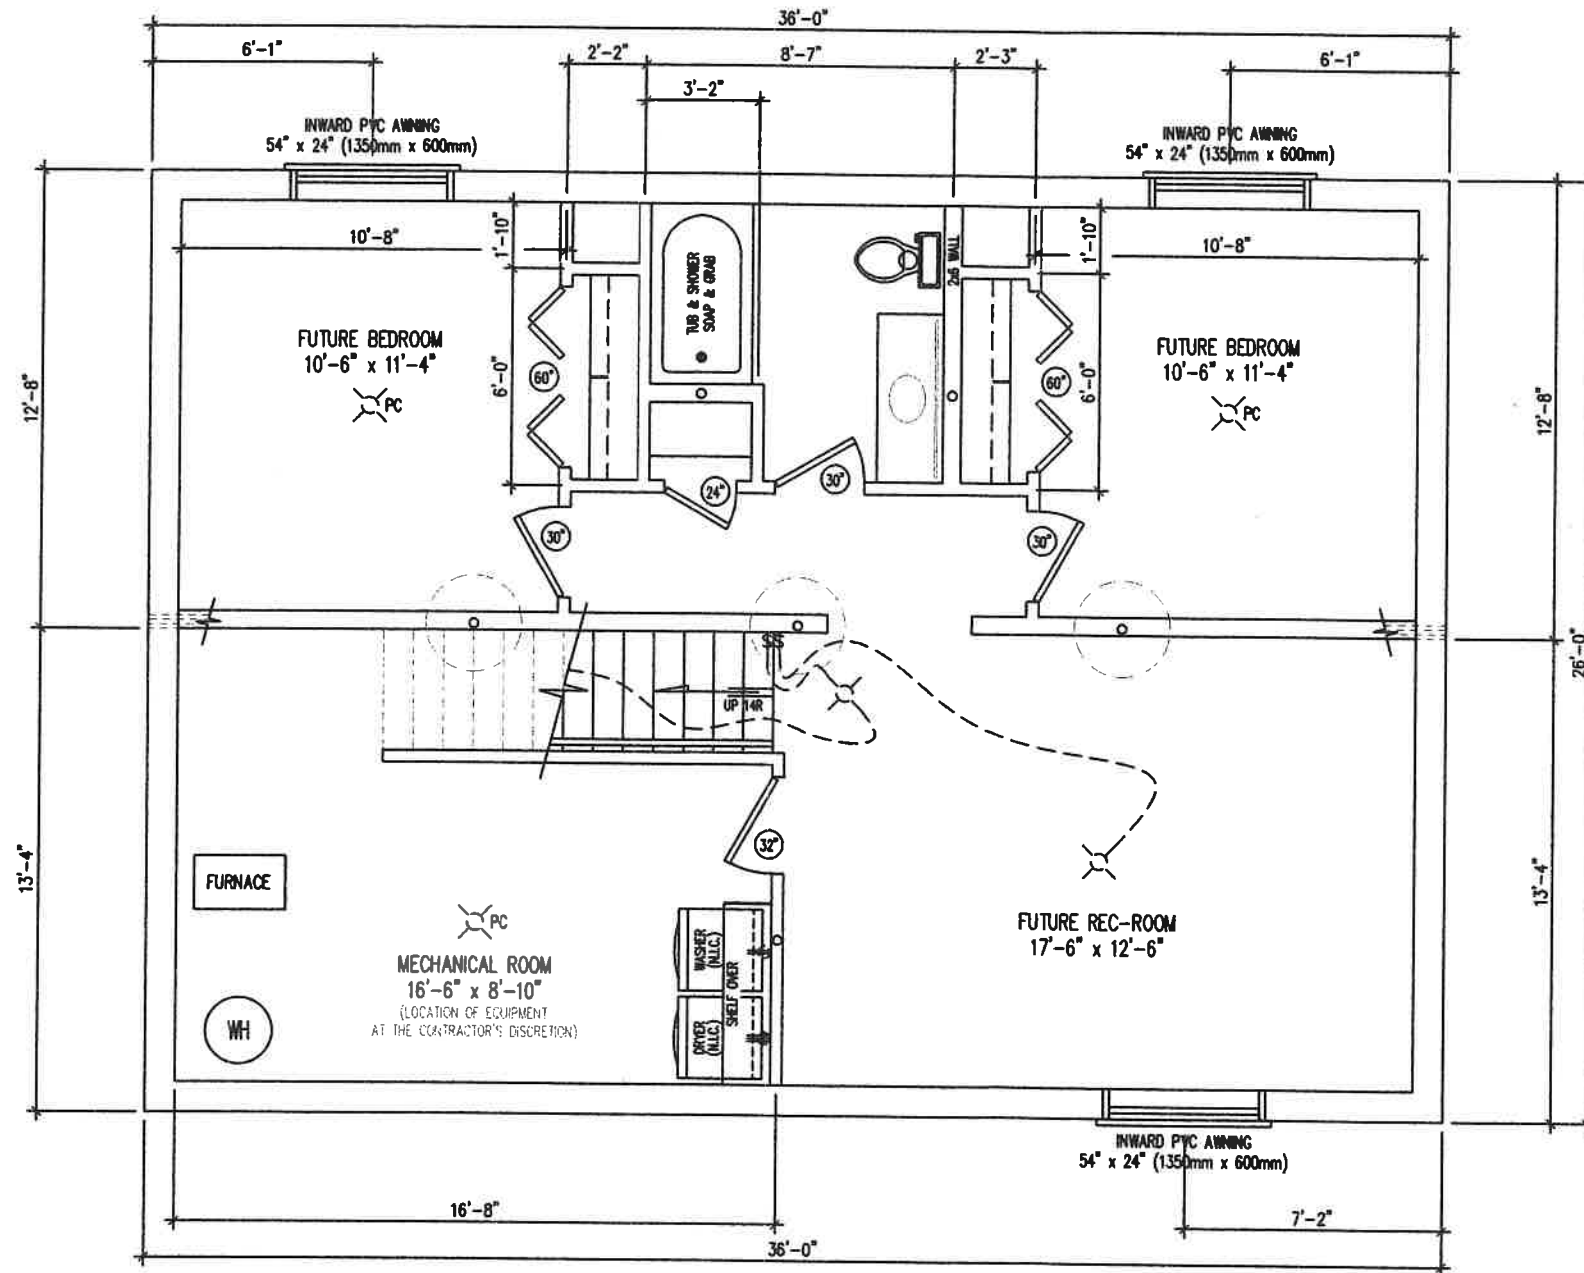 36'-0"
6'-1"
2'-2"
8'-7"
2'-3"
6'-1"
3'-2"
INWARD PVC AWNING
54" x 24" (1350mm x 600mm)
INWARD PVC AWNING
54" x 24" (1350mm x 600mm)
10'-8"
1'-10"
TUB & SHOWER
SOAP & GRAB
2x6 WALL
1'-10"
10'-8"
FUTURE BEDROOM
10'-6" x 11'-4"
PC
12'-8"
6'-0"
60"
60"
6'-0"
FUTURE BEDROOM
10'-6" x 11'-4"
PC
12'-8"
24"
30"
30"
30"
SS
UP 14R
26'-0"
32"
13'-4"
FURNACE
PC
MECHANICAL ROOM
16'-6" x 8'-10"
(LOCATION OF EQUIPMENT
AT THE CONTRACTOR'S DISCRETION)
WH
WASHER
(N.I.C.)
SHELF OVER
DRYER
(N.I.C.)
FUTURE REC-ROOM
17'-6" x 12'-6"
13'-4"
INWARD PVC AWNING
54" x 24" (1350mm x 600mm)
16'-8"
7'-2"
36'-0"